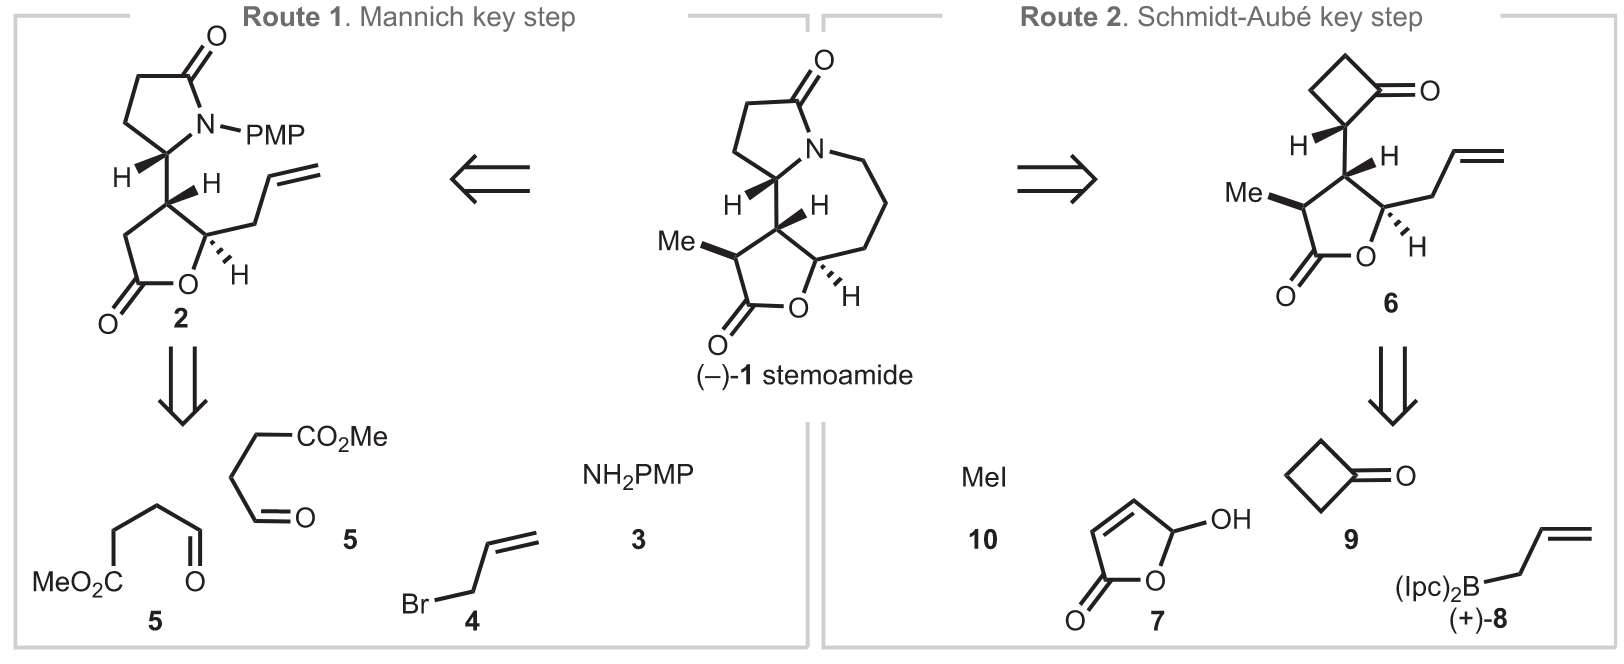 Route 1. Mannich key step
Route 2. Schmidt-Aubé key step
O
N
PMP
H
H
H
O
O
2
O
N
H
H
Me
H
O
O
(–)-1 stemoamide
O
H
H
Me
H
O
O
6
CO2Me
O
5
MeO2C
O
5
Br
4
NH2PMP
3
MeI
10
OH
O
O
7
O
9
(Ipc)2B
(+)-8